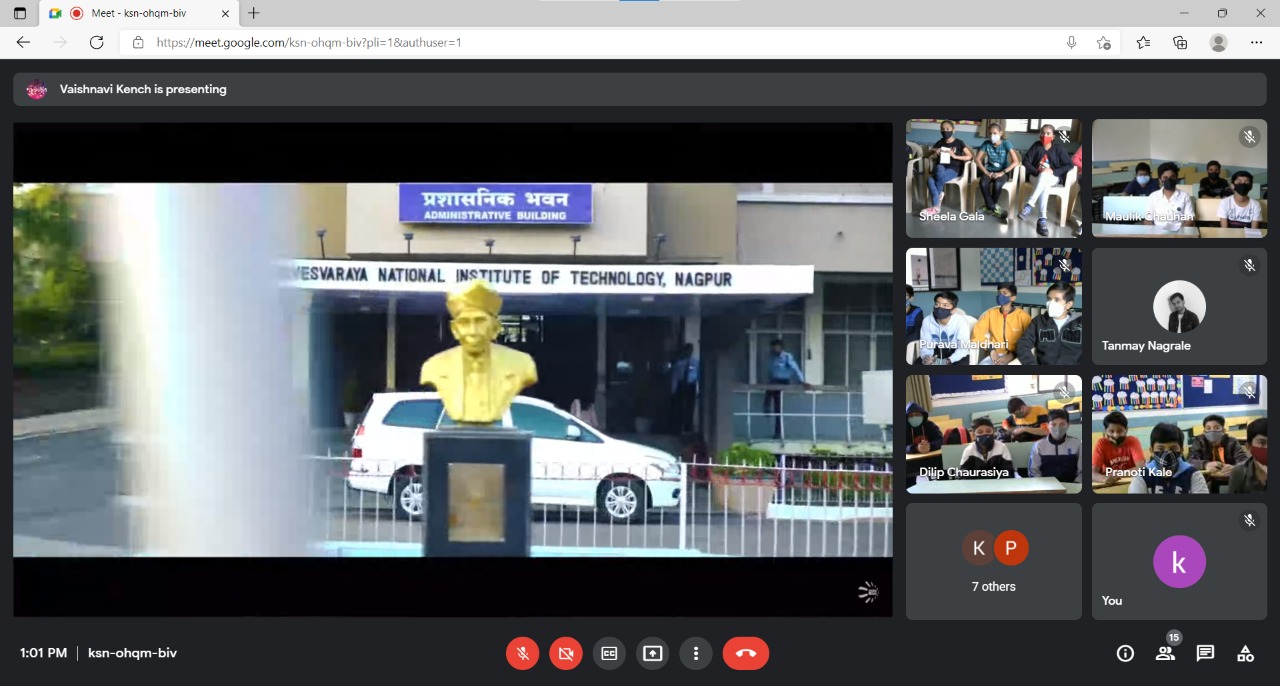 Meet - ksn-ohqm-biv
https://meet.google.com/ksn-ohqm-biv?pli=1&authuser=1
Vaishnavi Kench is presenting
प्रशासनिक भवन
ADMINISTRATIVE BUILDING
VESVARAYA NATIONAL INSTITUTE OF TECHNOLOGY, NAGPUR
Sheela Gala
Maulik Chauhan
Purava Maldhari
Tanmay Nagrale
Dilip Chaurasiya
Pranoti Kale
K P
7 others
k
You
1:01 PM | ksn-ohqm-biv
15